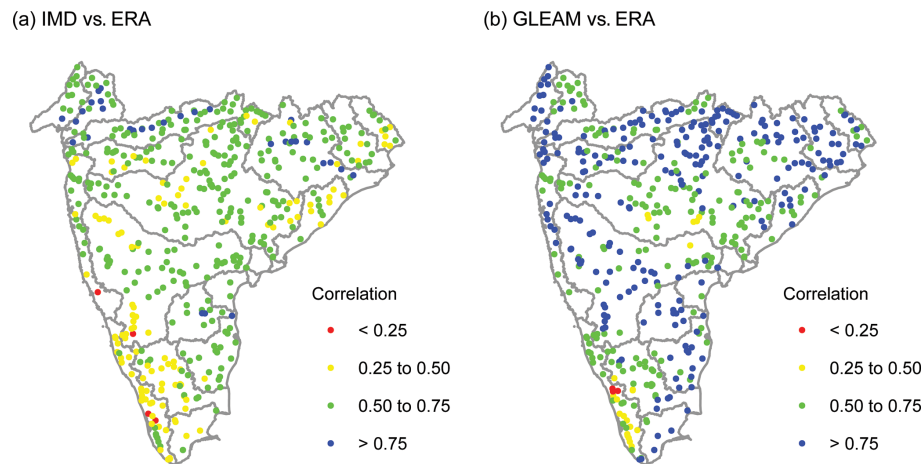 (a) IMD vs. ERA
(b) GLEAM vs. ERA
Correlation
< 0.25
0.25 to 0.50
0.50 to 0.75
> 0.75
Correlation
< 0.25
0.25 to 0.50
0.50 to 0.75
> 0.75